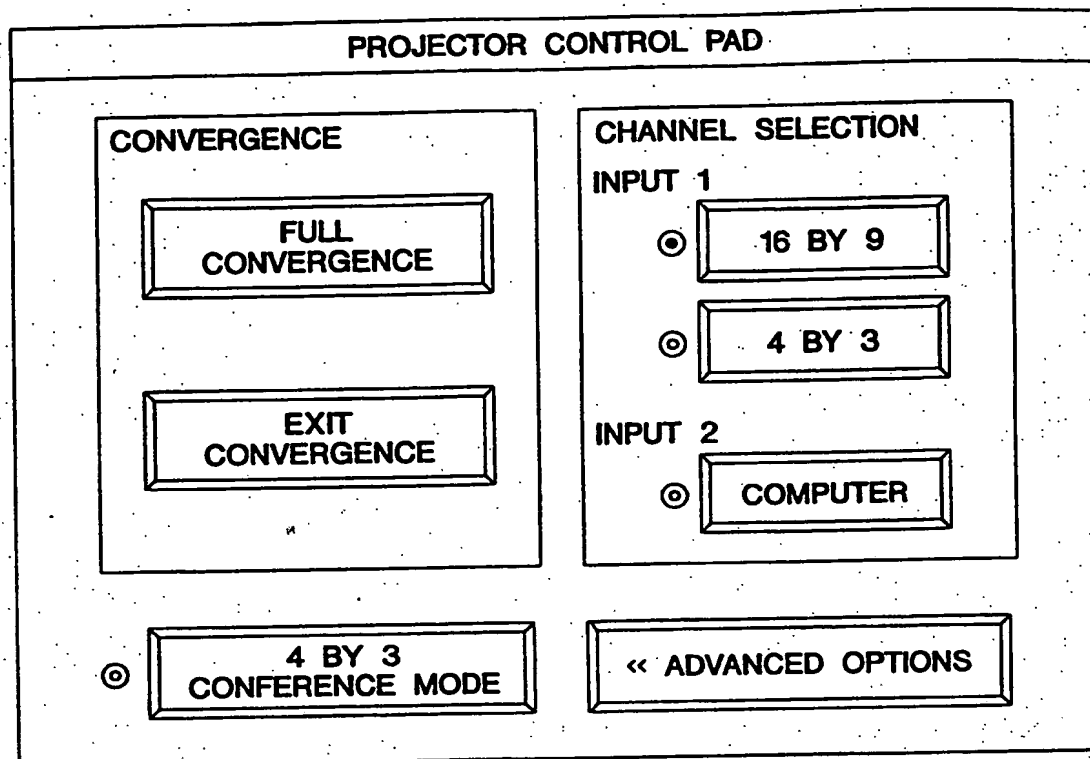 PROJECTOR CONTROL PAD
CONVERGENCE
FULL
CONVERGENCE
EXIT
CONVERGENCE
CHANNEL SELECTION
INPUT 1
16 BY 9
4 BY 3
INPUT 2
COMPUTER
4 BY 3
CONFERENCE MODE
<< ADVANCED OPTIONS